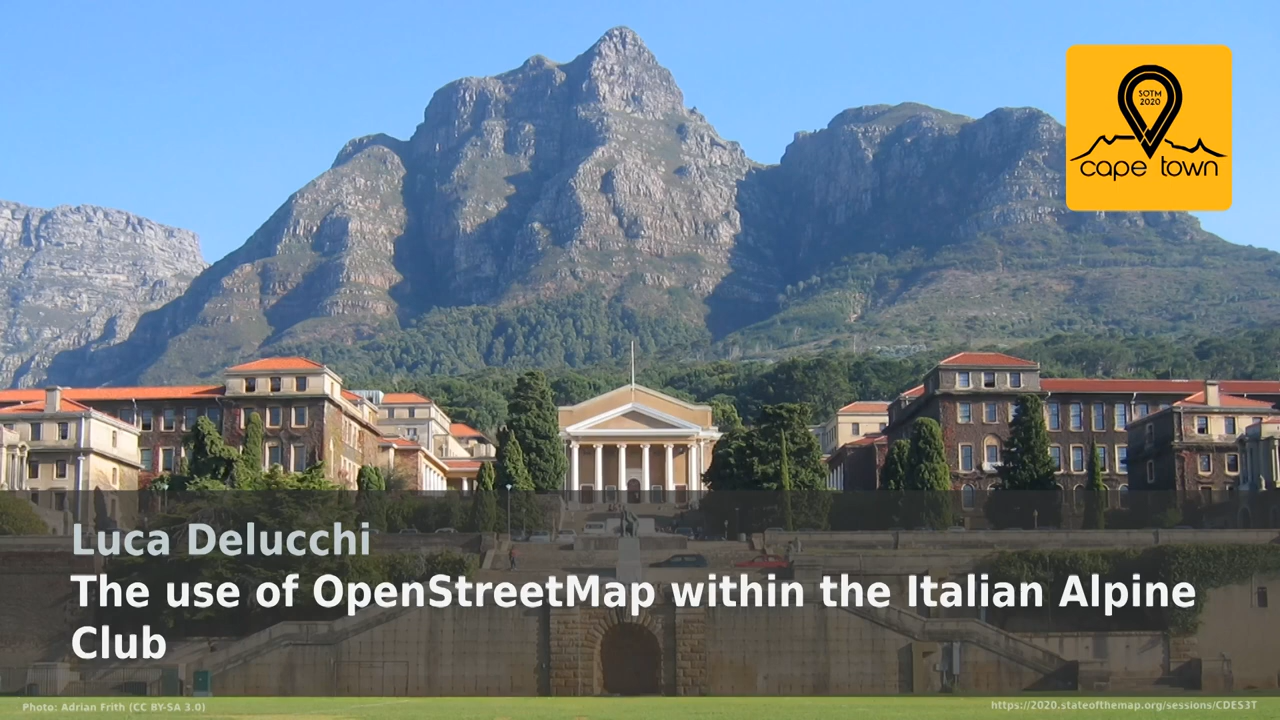 SOTM
2020
cape town
Luca Delucchi
The use of OpenStreetMap within the Italian Alpine
Club
Photo: Adrian Frith (CC BY-SA 3.0)
https://2020.stateofthemap.org/sessions/CDES3T